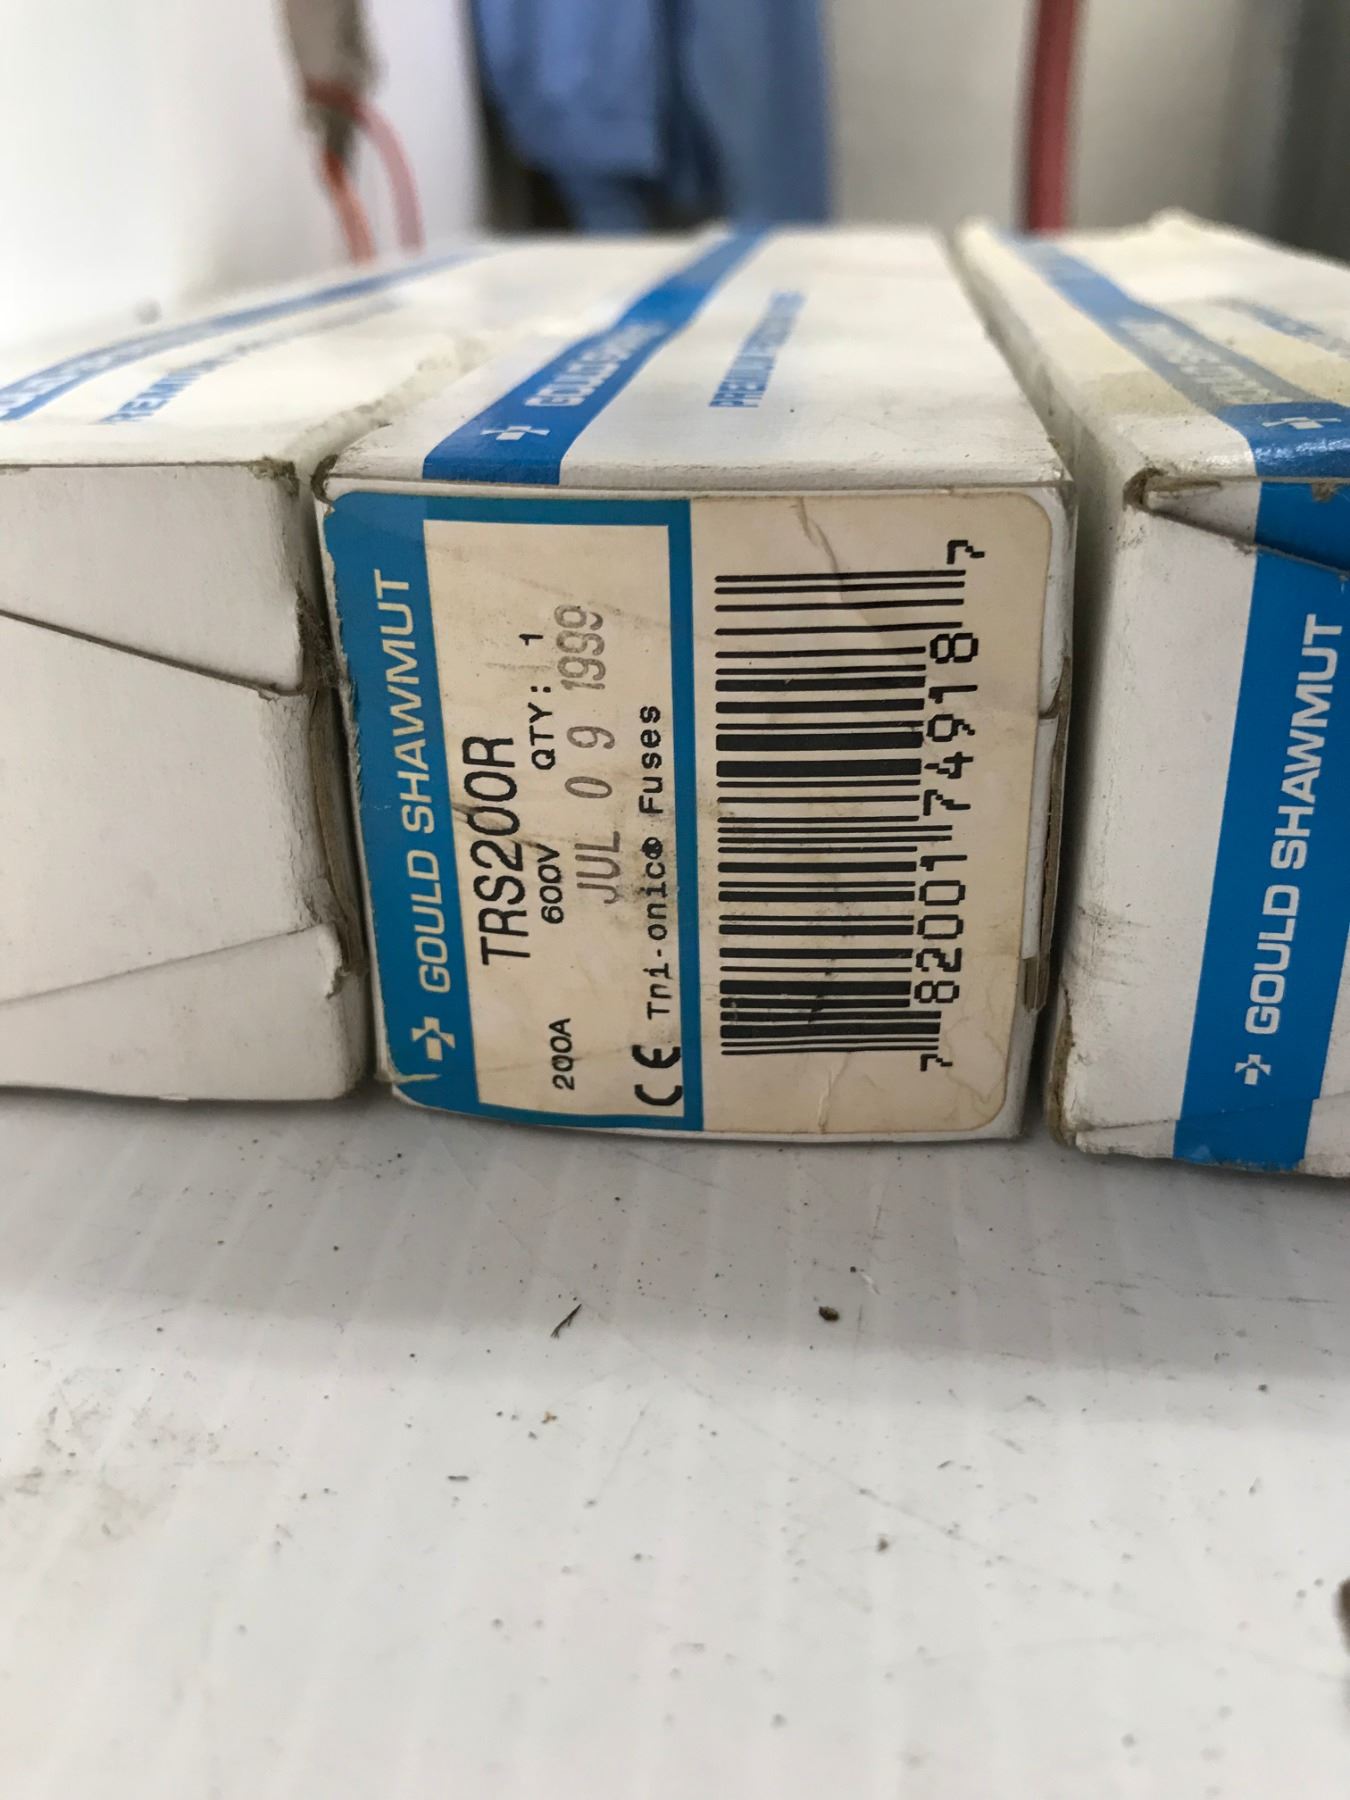 GOULD SHAWMUT
PREMIUM
GOULD SHAWMUT
TRS200R
200A 600V QTY: 1
JUL 09 1999
CE Tri-onic® Fuses
7 82001 74918 7
GOULD SHAWMUT